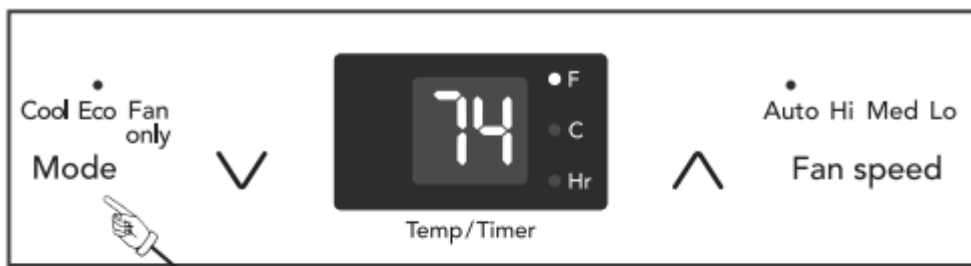 Cool Eco Fan only
Mode
74
F
C
Hr
Temp/Timer
Auto Hi Med Lo
Fan speed